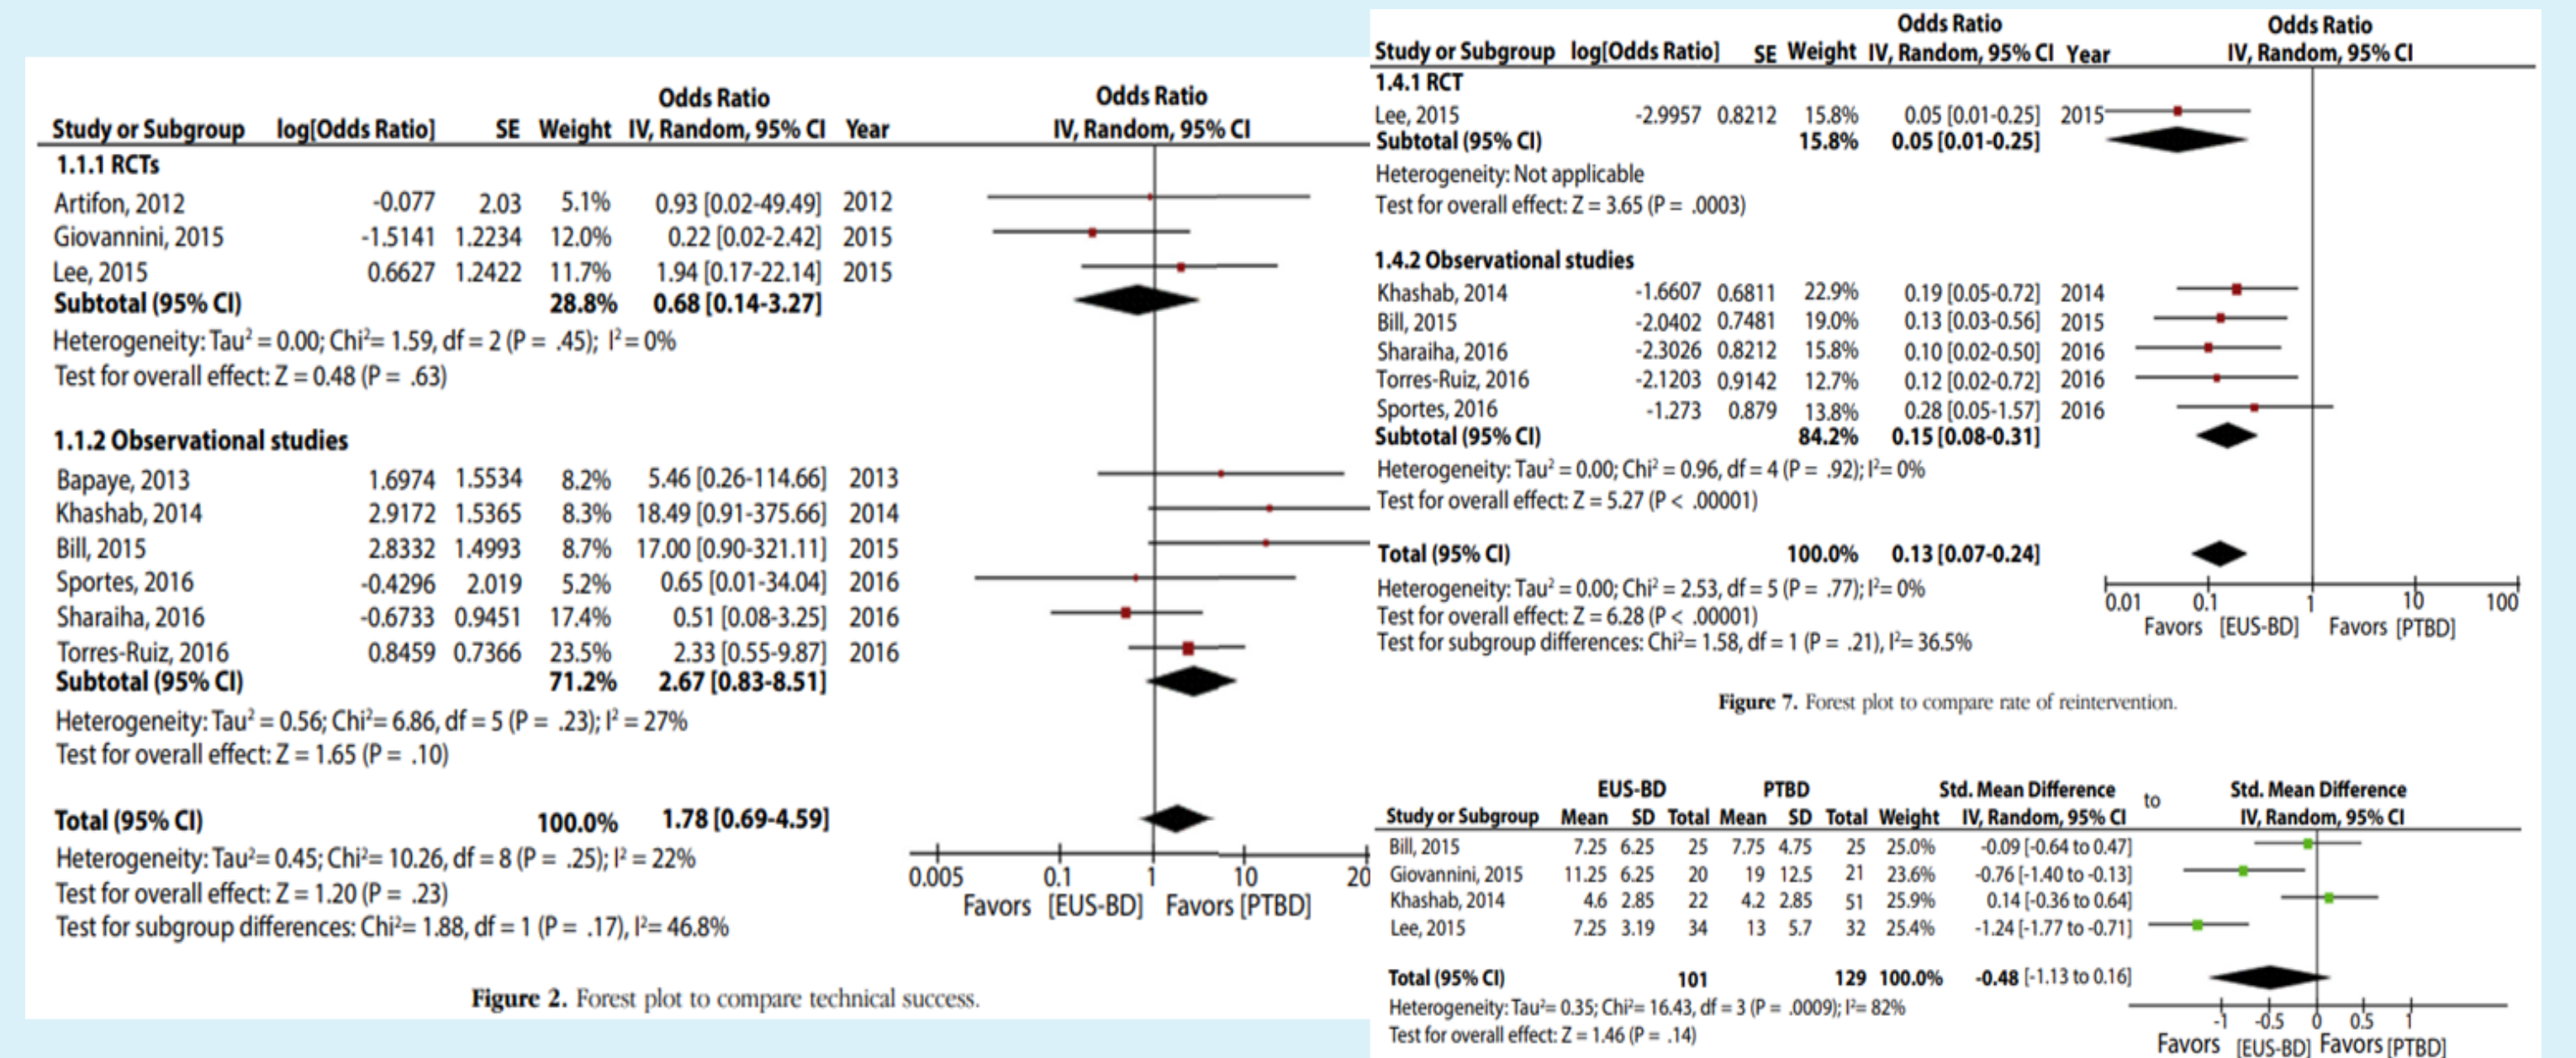 Odds Ratio Odds Ratio
Study or Subgroup log[Odds Ratio] SE Weight IV, Random, 95% CI Year IV, Random, 95% CI
1.1.1 RCTs
Artifon, 2012 -0.077 2.03 5.1% 0.93 [0.02-49.49] 2012
Giovannini, 2015 -1.5141 1.2234 12.0% 0.22 [0.02-2.42] 2015
Lee, 2015 0.6627 1.2422 11.7% 1.94 [0.17-22.14] 2015
Subtotal (95% CI) 28.8% 0.68 [0.14-3.27]
Heterogeneity: Tau² = 0.00; Chi²= 1.59, df = 2 (P = .45); I²= 0%
Test for overall effect: Z = 0.48 (P = .63)
1.1.2 Observational studies
Bapaye, 2013 1.6974 1.5534 8.2% 5.46 [0.26-114.66] 2013
Khashab, 2014 2.9172 1.5365 8.3% 18.49 [0.91-375.66] 2014
Bill, 2015 2.8332 1.4993 8.7% 17.00 [0.90-321.11] 2015
Sportes, 2016 -0.4296 2.019 5.2% 0.65 [0.01-34.04] 2016
Sharaiha, 2016 -0.6733 0.9451 17.4% 0.51 [0.08-3.25] 2016
Torres-Ruiz, 2016 0.8459 0.7366 23.5% 2.33 [0.55-9.87] 2016
Subtotal (95% CI) 71.2% 2.67 [0.83-8.51]
Heterogeneity: Tau² = 0.56; Chi²= 6.86, df = 5 (P = .23); I² = 27%
Test for overall effect: Z = 1.65 (P = .10)
Total (95% CI) 100.0% 1.78 [0.69-4.59]
Heterogeneity: Tau²= 0.45; Chi²= 10.26, df = 8 (P = .25); I² = 22%
Test for overall effect: Z = 1.20 (P = .23)
Test for subgroup differences: Chi²= 1.88, df = 1 (P = .17), I²= 46.8%
0.005 0.1 1 10 20
Favors [EUS-BD] Favors [PTBD]
Figure 2. Forest plot to compare technical success.
Odds Ratio Odds Ratio
Study or Subgroup log[Odds Ratio] SE Weight IV, Random, 95% CI Year IV, Random, 95% CI
1.4.1 RCT
Lee, 2015 -2.9957 0.8212 15.8% 0.05 [0.01-0.25] 2015
Subtotal (95% CI) 15.8% 0.05 [0.01-0.25]
Heterogeneity: Not applicable
Test for overall effect: Z = 3.65 (P = .0003)
1.4.2 Observational studies
Khashab, 2014 -1.6607 0.6811 22.9% 0.19 [0.05-0.72] 2014
Bill, 2015 -2.0402 0.7481 19.0% 0.13 [0.03-0.56] 2015
Sharaiha, 2016 -2.3026 0.8212 15.8% 0.10 [0.02-0.50] 2016
Torres-Ruiz, 2016 -2.1203 0.9142 12.7% 0.12 [0.02-0.72] 2016
Sportes, 2016 -1.273 0.879 13.8% 0.28 [0.05-1.57] 2016
Subtotal (95% CI) 84.2% 0.15 [0.08-0.31]
Heterogeneity: Tau² = 0.00; Chi² = 0.96, df = 4 (P = .92); I²= 0%
Test for overall effect: Z = 5.27 (P < .00001)
Total (95% CI) 100.0% 0.13 [0.07-0.24]
Heterogeneity: Tau² = 0.00; Chi² = 2.53, df = 5 (P = .77); I²= 0%
Test for overall effect: Z = 6.28 (P < .00001)
Test for subgroup differences: Chi²= 1.58, df = 1 (P = .21), I²= 36.5%
0.01 0.1 1 10 100
Favors [EUS-BD] Favors [PTBD]
Figure 7. Forest plot to compare rate of reintervention.
EUS-BD PTBD Std. Mean Difference to Std. Mean Difference
Study or Subgroup Mean SD Total Mean SD Total Weight IV, Random, 95% CI IV, Random, 95% CI
Bill, 2015 7.25 6.25 25 7.75 4.75 25 25.0% -0.09 [-0.64 to 0.47]
Giovannini, 2015 11.25 6.25 20 19 12.5 21 23.6% -0.76 [-1.40 to -0.13]
Khashab, 2014 4.6 2.85 22 4.2 2.85 51 25.9% 0.14 [-0.36 to 0.64]
Lee, 2015 7.25 3.19 34 13 5.7 32 25.4% -1.24 [-1.77 to -0.71]
Total (95% CI) 101 129 100.0% -0.48 [-1.13 to 0.16]
Heterogeneity: Tau²= 0.35; Chi²= 16.43, df = 3 (P = .0009); I²= 82%
Test for overall effect: Z = 1.46 (P = .14)
-1 -0.5 0 0.5 1
Favors [EUS-BD] Favors [PTBD]